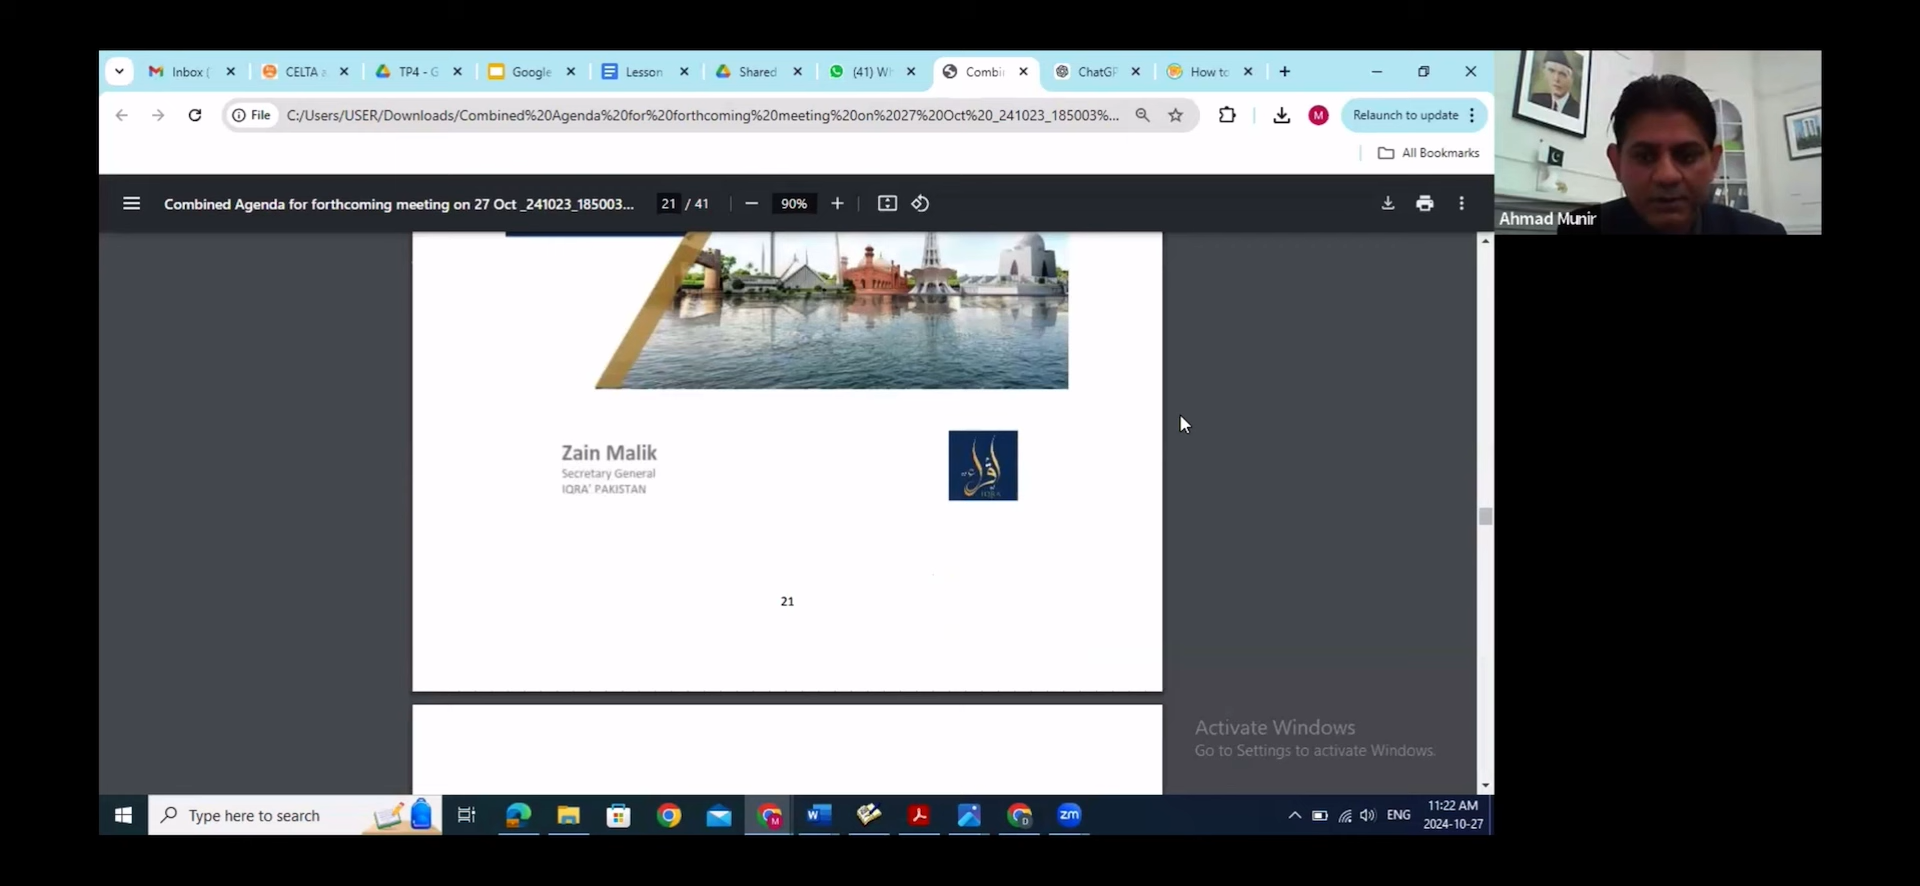 Inbox (
CELTA a
TP4 - G
Google
Lesson
Shared
(41) W
Combi
ChatGP
How to
File
C:/Users/USER/Downloads/Combined%20Agenda%20for%20forthcoming%20meeting%20on%2027%20Oct%20_241023_185003%...
M
Relaunch to update
All Bookmarks
Combined Agenda for forthcoming meeting on 27 Oct _241023_185003...
21 / 41
90%
Ahmad Munir
Zain Malik
Secretary General
IQRA' PAKISTAN
اقراء
IQRA
21
Activate Windows
Go to Settings to activate Windows.
Type here to search
W
zm
ENG
11:22 AM
2024-10-27